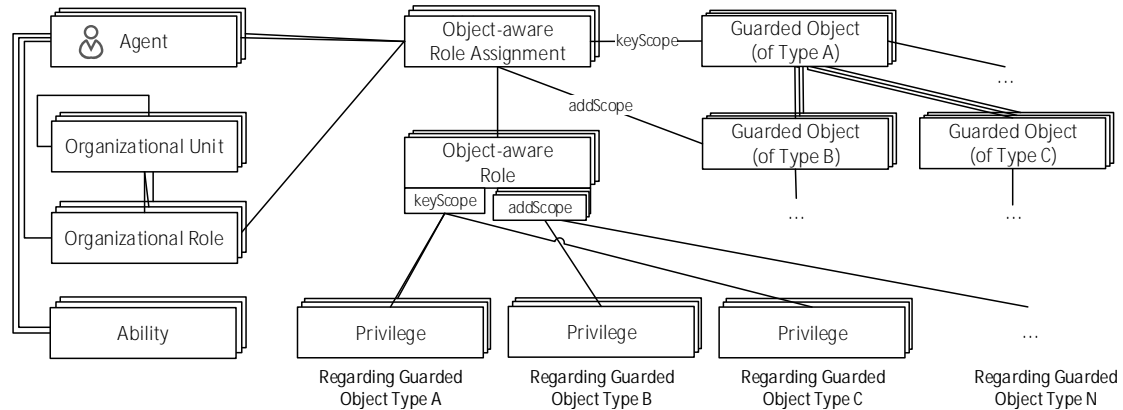 Agent
Object-aware
Role Assignment
keyScope
Guarded Object
(of Type A)
...
addScope
Organizational Unit
Object-aware
Role
Guarded Object
(of Type B)
Guarded Object
(of Type C)
keyScope
addScope
...
...
Organizational Role
Ability
Privilege
Privilege
Privilege
...
Regarding Guarded
Object Type A
Regarding Guarded
Object Type B
Regarding Guarded
Object Type C
Regarding Guarded
Object Type N